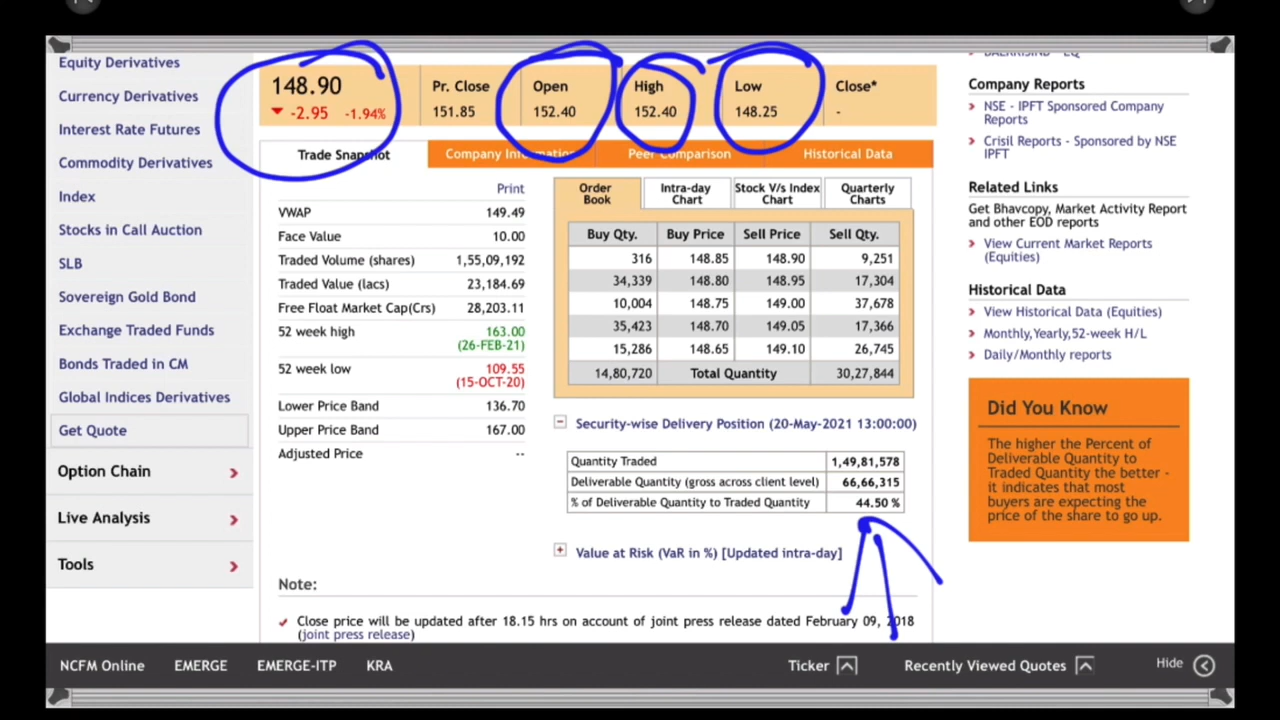 Equity Derivatives
Currency Derivatives
Interest Rate Futures
Commodity Derivatives
Index
Stocks in Call Auction
SLB
Sovereign Gold Bond
Exchange Traded Funds
Bonds Traded in CM
Global Indices Derivatives
Get Quote
Option Chain
Live Analysis
Tools
148.90
-2.95 -1.94%
Pr. Close
151.85
Open
152.40
High
152.40
Low
148.25
Close*
-
Trade Snapshot Company Information Peer Comparison Historical Data
Print
VWAP 149.49
Face Value 10.00
Traded Volume (shares) 1,55,09,192
Traded Value (lacs) 23,184.69
Free Float Market Cap(Crs) 28,203.11
52 week high 163.00
(26-FEB-21)
52 week low 109.55
(15-OCT-20)
Lower Price Band 136.70
Upper Price Band 167.00
Adjusted Price --
Order
Book
Intra-day
Chart
Stock V/s Index
Chart
Quarterly
Charts
Buy Qty. Buy Price Sell Price Sell Qty.
316 148.85 148.90 9,251
34,339 148.80 148.95 17,304
10,004 148.75 149.00 37,678
35,423 148.70 149.05 17,366
15,286 148.65 149.10 26,745
14,80,720 Total Quantity 30,27,844
Security-wise Delivery Position (20-May-2021 13:00:00)
Quantity Traded 1,49,81,578
Deliverable Quantity (gross across client level) 66,66,315
% of Deliverable Quantity to Traded Quantity 44.50 %
Value at Risk (VaR in %) [Updated intra-day]
Note:
Close price will be updated after 18.15 hrs on account of joint press release dated February 09, 2018
(joint press release)
Company Reports
NSE - IPFT Sponsored Company
Reports
Crisil Reports - Sponsored by NSE
IPFT
Related Links
Get Bhavcopy, Market Activity Report
and other EOD reports
View Current Market Reports
(Equities)
Historical Data
View Historical Data (Equities)
Monthly,Yearly,52-week H/L
Daily/Monthly reports
Did You Know
The higher the Percent of
Deliverable Quantity to
Traded Quantity the better -
it indicates that most
buyers are expecting the
price of the share to go up.
NCFM Online EMERGE EMERGE-ITP KRA Ticker Recently Viewed Quotes Hide